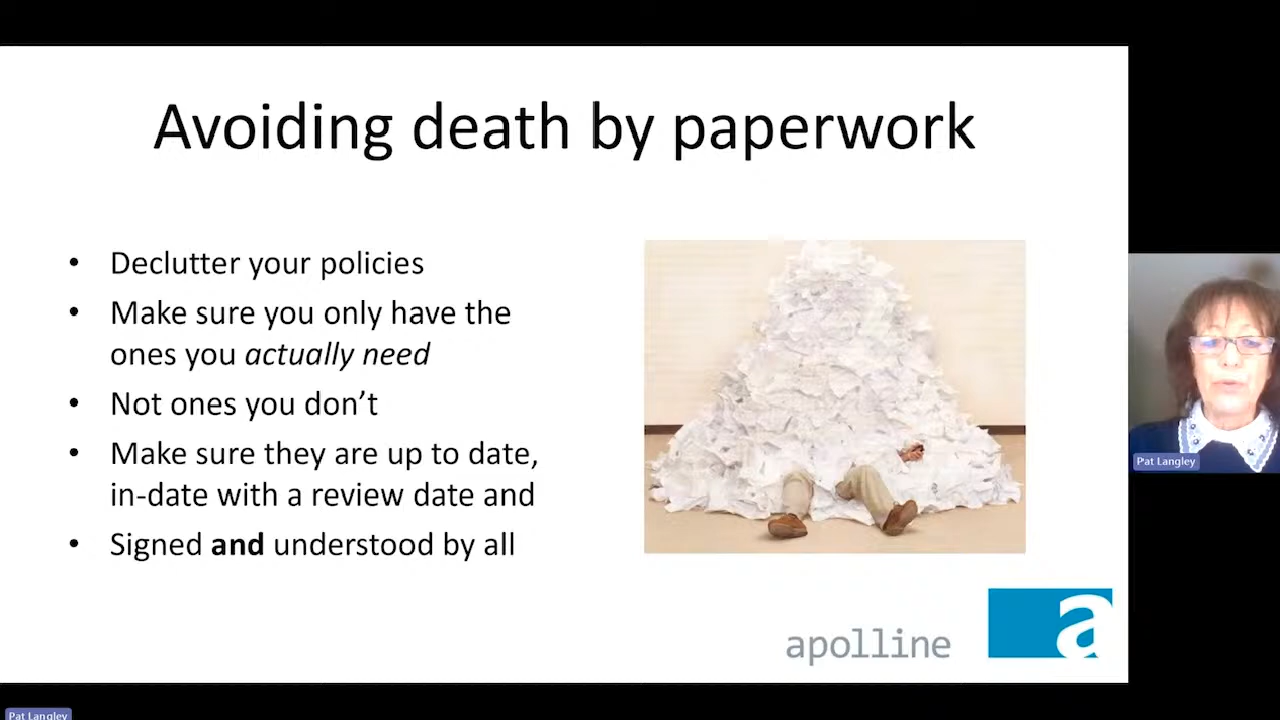 Avoiding death by paperwork
• Declutter your policies
• Make sure you only have the
ones you actually need
• Not ones you don't
• Make sure they are up to date,
in-date with a review date and
• Signed and understood by all
apolline
a
Pat Langley
Pat Langley